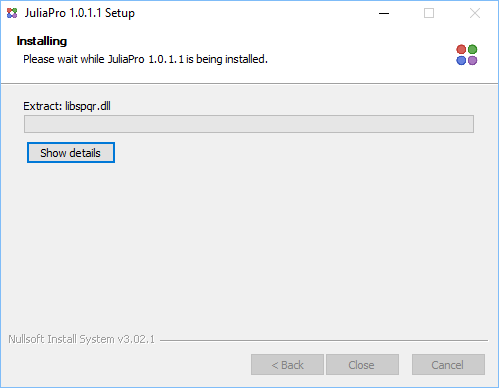 JuliaPro 1.0.1.1 Setup
Installing
Please wait while JuliaPro 1.0.1.1 is being installed.
Extract: libspqr.dll
Show details
Nullsoft Install System v3.02.1
< Back
Close
Cancel